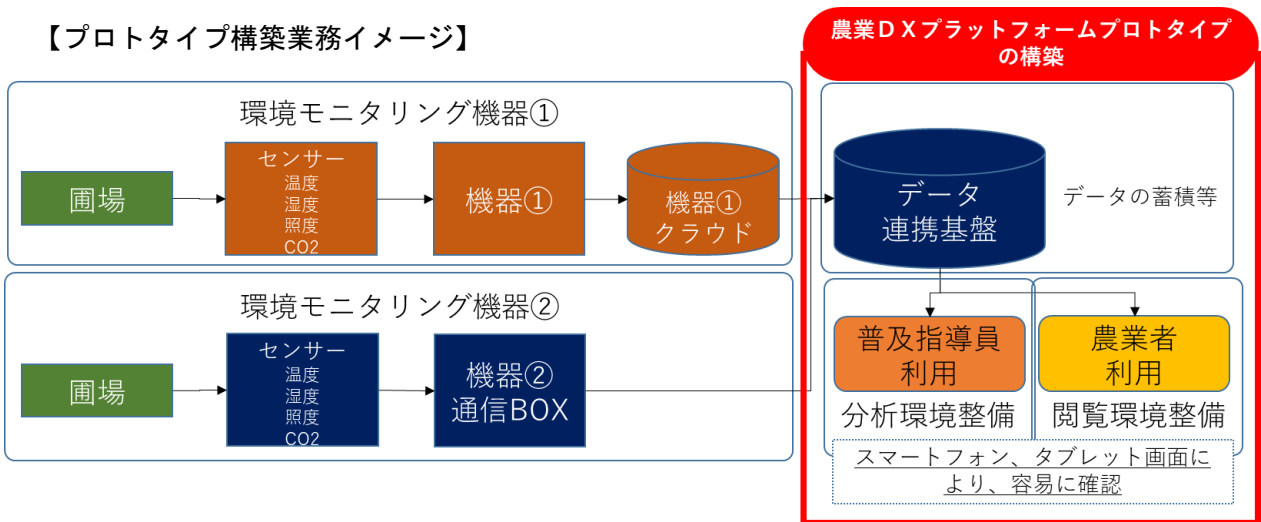 【プロトタイプ構築業務イメージ】
農業ＤＸプラットフォームプロトタイプ
の構築
環境モニタリング機器①
圃場
センサー
温度
湿度
照度
CO2
機器①
機器①
クラウド
データ
連携基盤
データの蓄積等
環境モニタリング機器②
圃場
センサー
温度
湿度
照度
CO2
機器②
通信BOX
普及指導員
利用
農業者
利用
分析環境整備
閲覧環境整備
スマートフォン、タブレット画面に
より、容易に確認